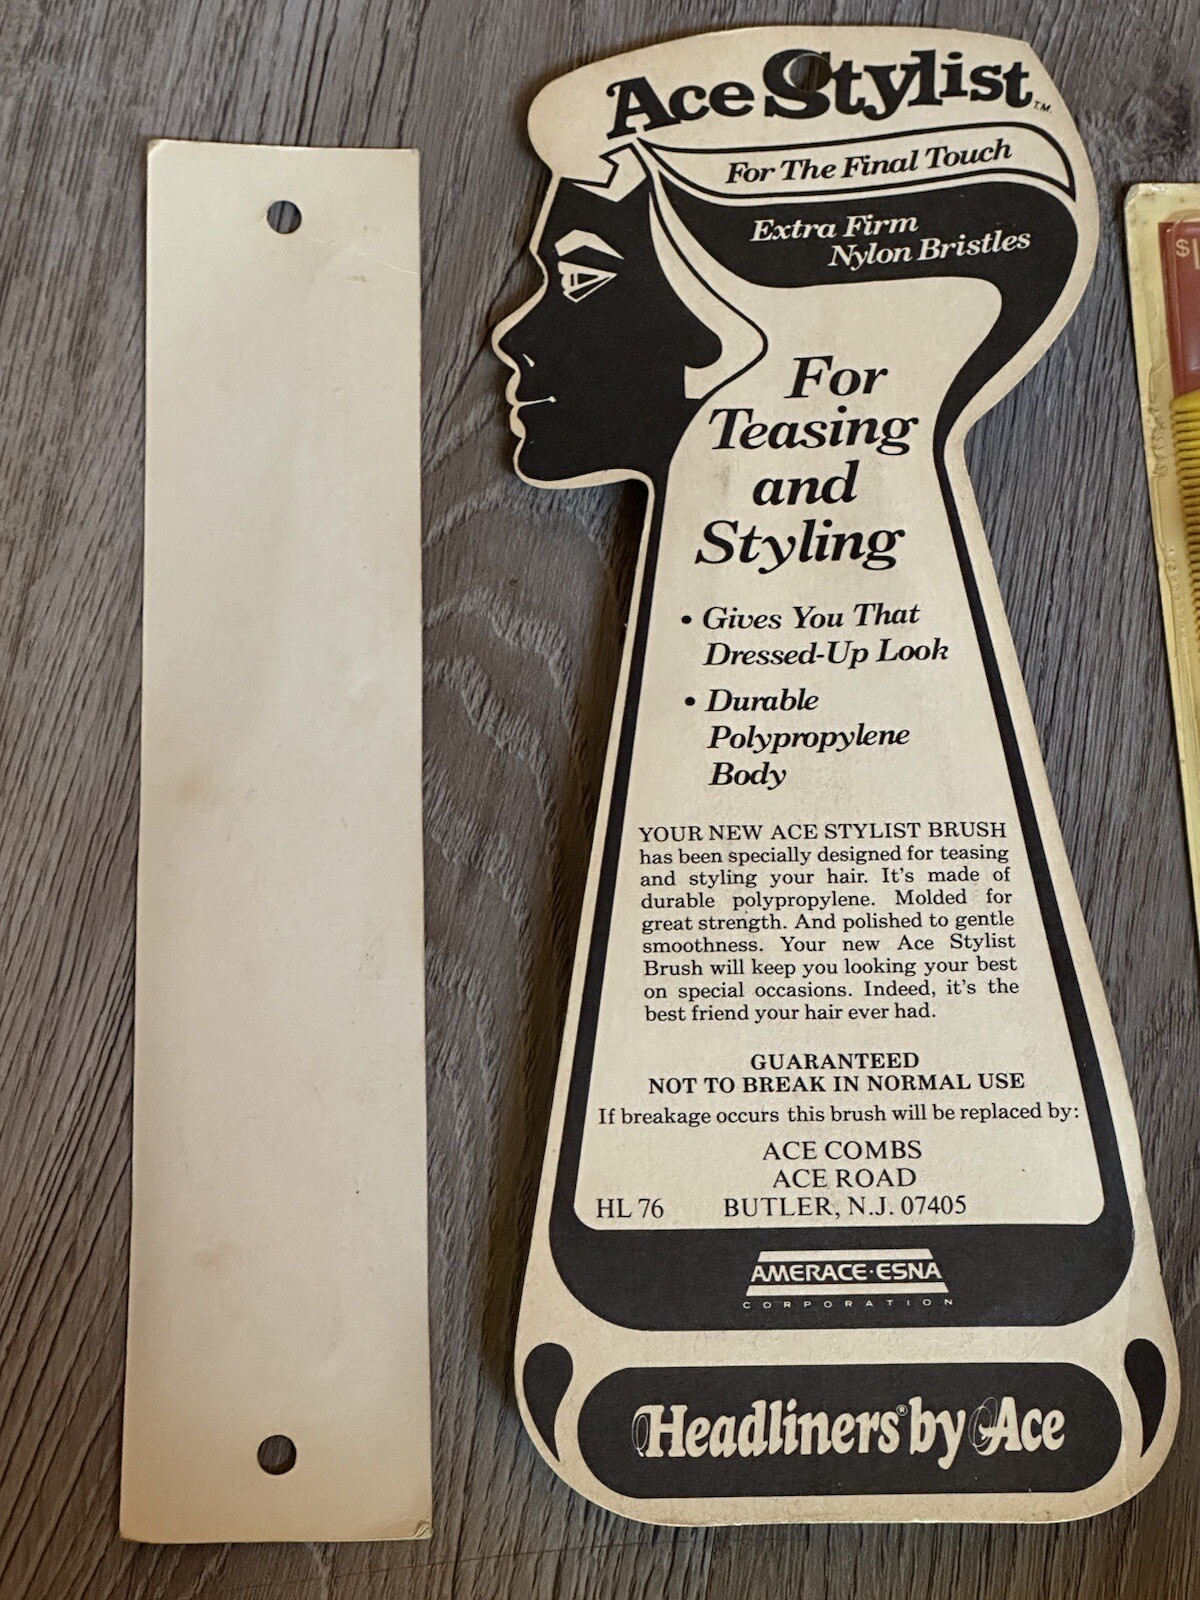 Ace Stylist T.M.
For The Final Touch
Extra Firm
Nylon Bristles
For
Teasing
and
Styling
• Gives You That
Dressed-Up Look
• Durable
Polypropylene
Body
YOUR NEW ACE STYLIST BRUSH
has been specially designed for teasing
and styling your hair. It's made of
durable polypropylene. Molded for
great strength. And polished to gentle
smoothness. Your new Ace Stylist
Brush will keep you looking your best
on special occasions. Indeed, it's the
best friend your hair ever had.
GUARANTEED
NOT TO BREAK IN NORMAL USE
If breakage occurs this brush will be replaced by:
ACE COMBS
ACE ROAD
HL 76 BUTLER, N.J. 07405
AMERACE·ESNA
CORPORATION
Headliners® by Ace